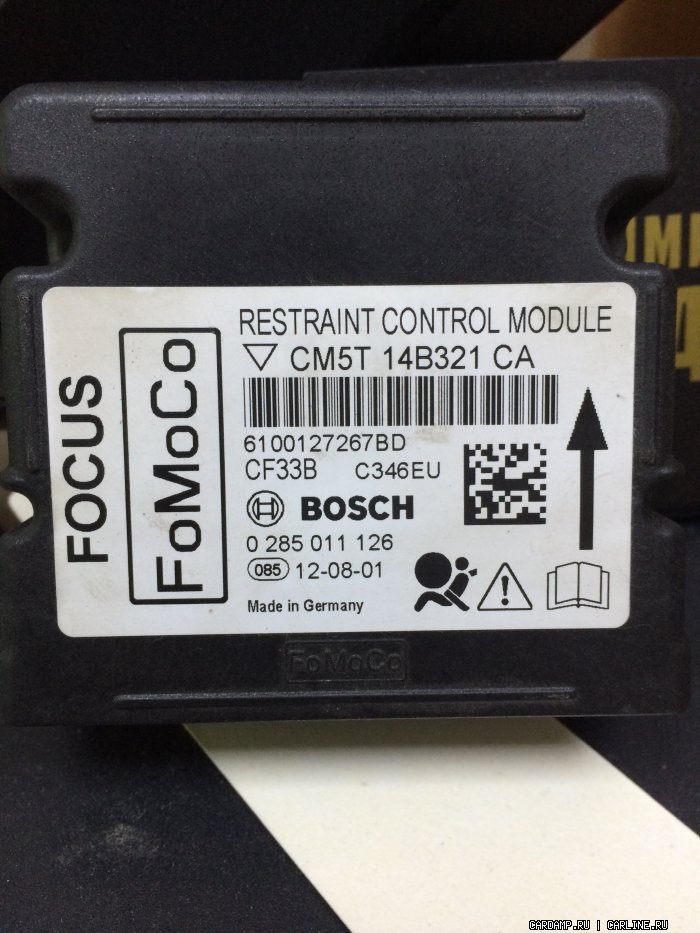 FOCUS
FoMoCo
RESTRAINT CONTROL MODULE
CM5T 14B321 CA
6100127267BD
CF33B C346EU
BOSCH
0 285 011 126
085 12-08-01
Made in Germany
FoMoCo
4
CARDAMP.RU | CARLINE.RU